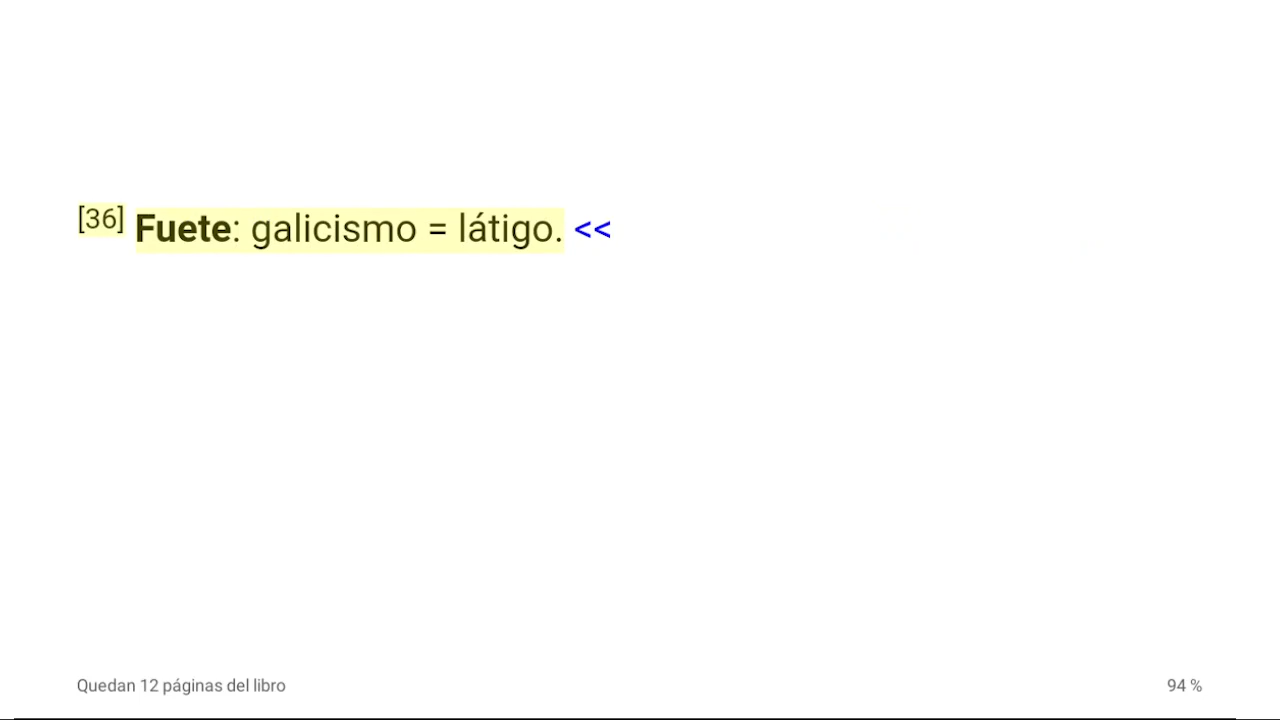 [36] Fuete: galicismo = látigo. <<
Quedan 12 páginas del libro
94 %